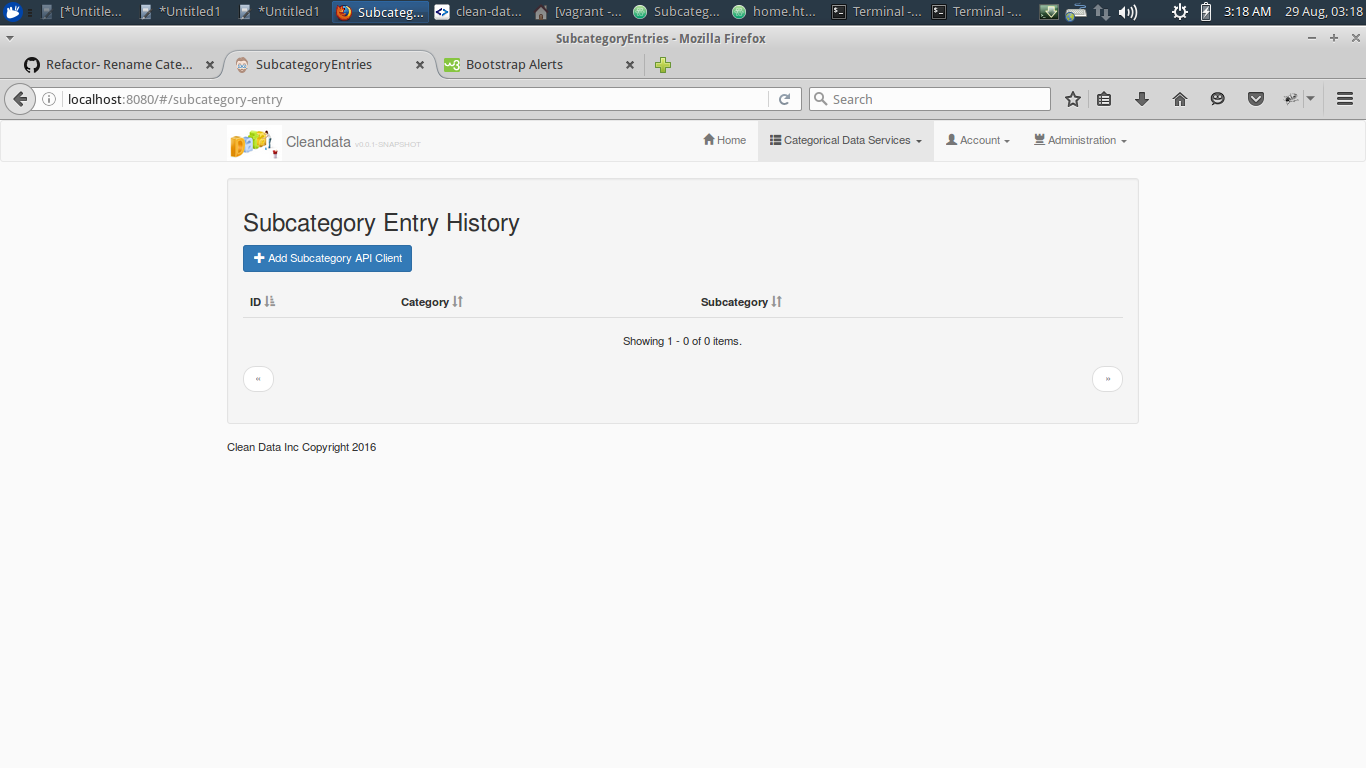 [*Untitle... *Untitled1 *Untitled1 Subcateg... clean-dat... [vagrant -... Subcateg... home.ht... Terminal -... Terminal -... 3:18 AM 29 Aug, 03:18
SubcategoryEntries - Mozilla Firefox
Refactor- Rename Cate... SubcategoryEntries Bootstrap Alerts
localhost:8080/#/subcategory-entry Search
Cleandata v0.0.1-SNAPSHOT Home Categorical Data Services Account Administration
Subcategory Entry History
Add Subcategory API Client
ID Category Subcategory
Showing 1 - 0 of 0 items.
« »
Clean Data Inc Copyright 2016